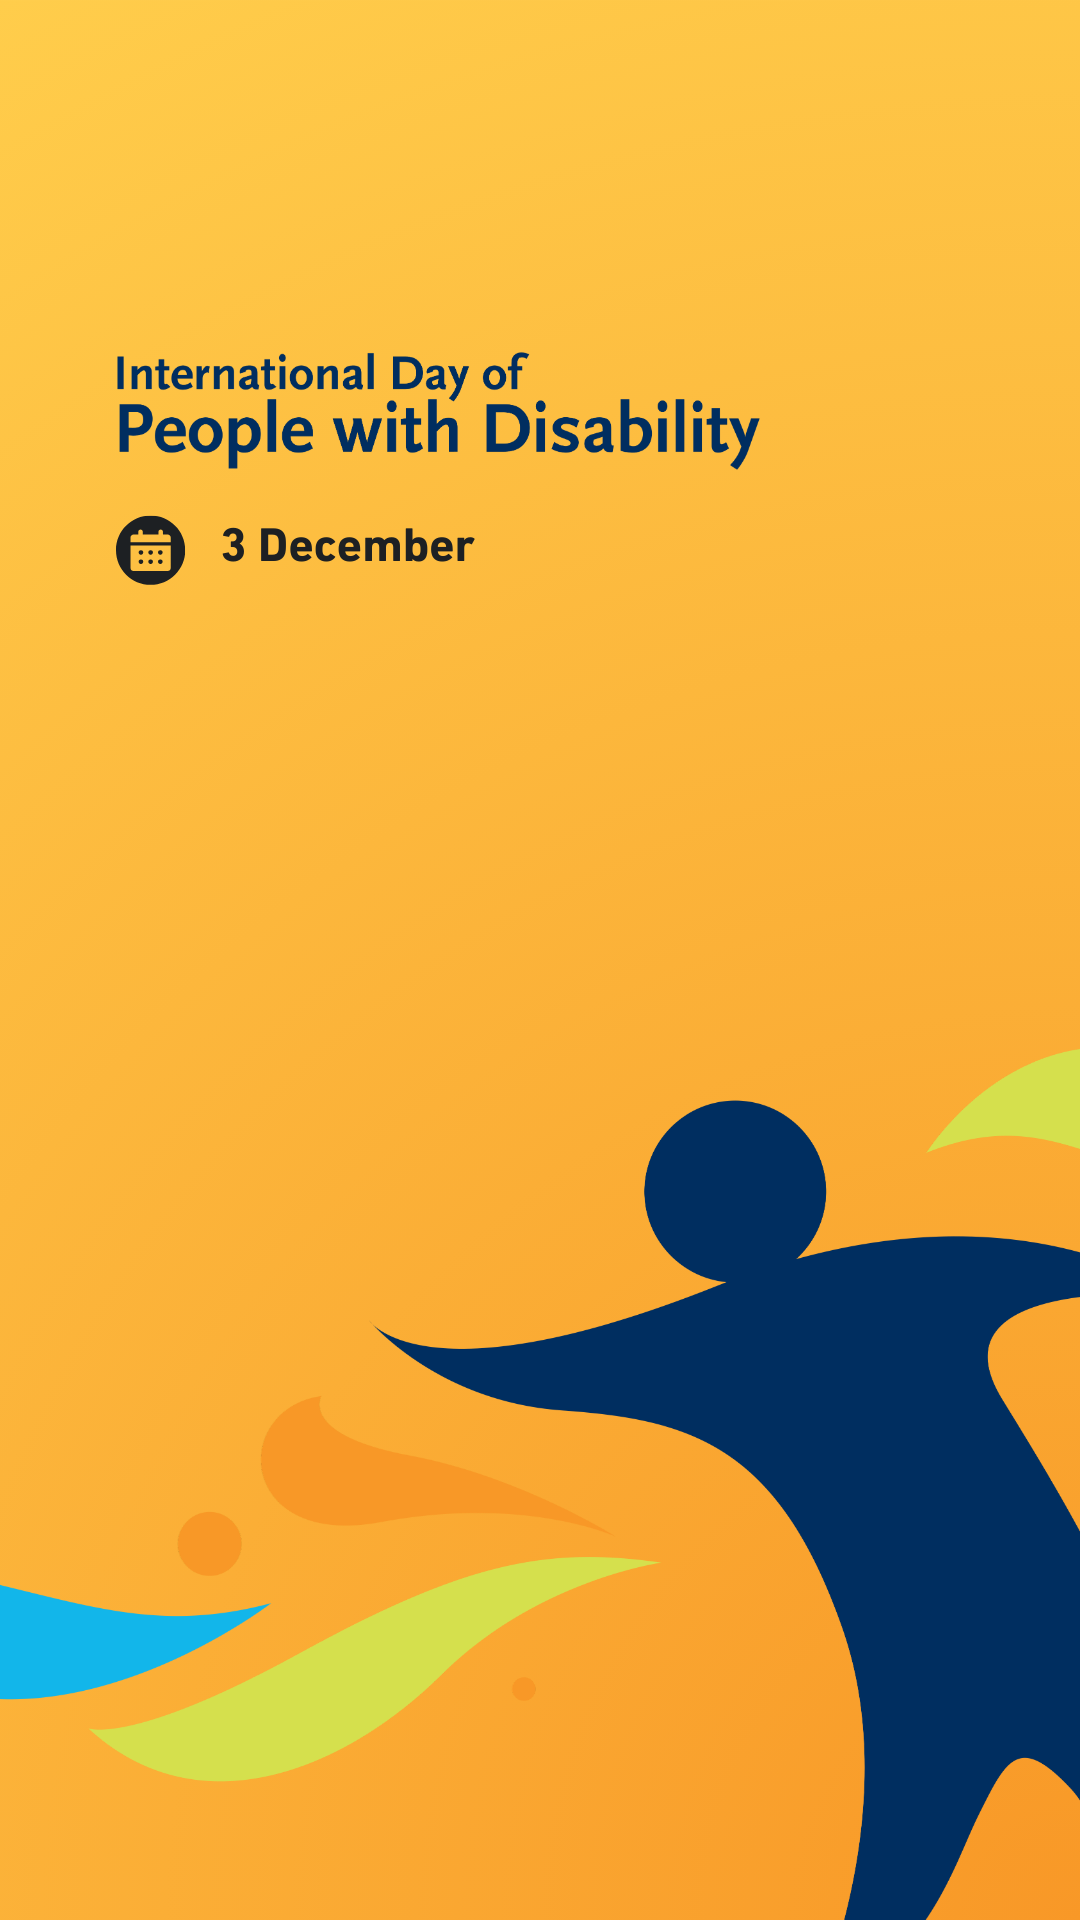 International Day of
People with Disability
3 December